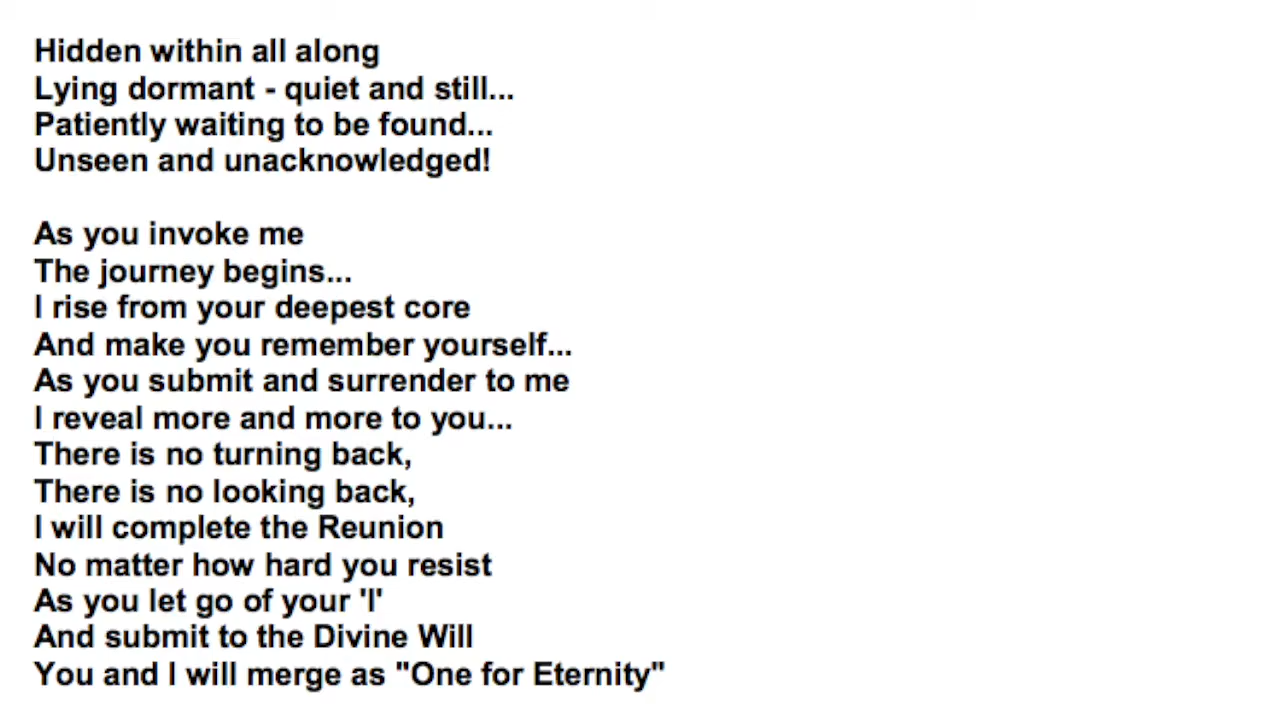 Hidden within all along
Lying dormant - quiet and still...
Patiently waiting to be found...
Unseen and unacknowledged!

As you invoke me
The journey begins...
I rise from your deepest core
And make you remember yourself...
As you submit and surrender to me
I reveal more and more to you...
There is no turning back,
There is no looking back,
I will complete the Reunion
No matter how hard you resist
As you let go of your 'I'
And submit to the Divine Will
You and I will merge as "One for Eternity"